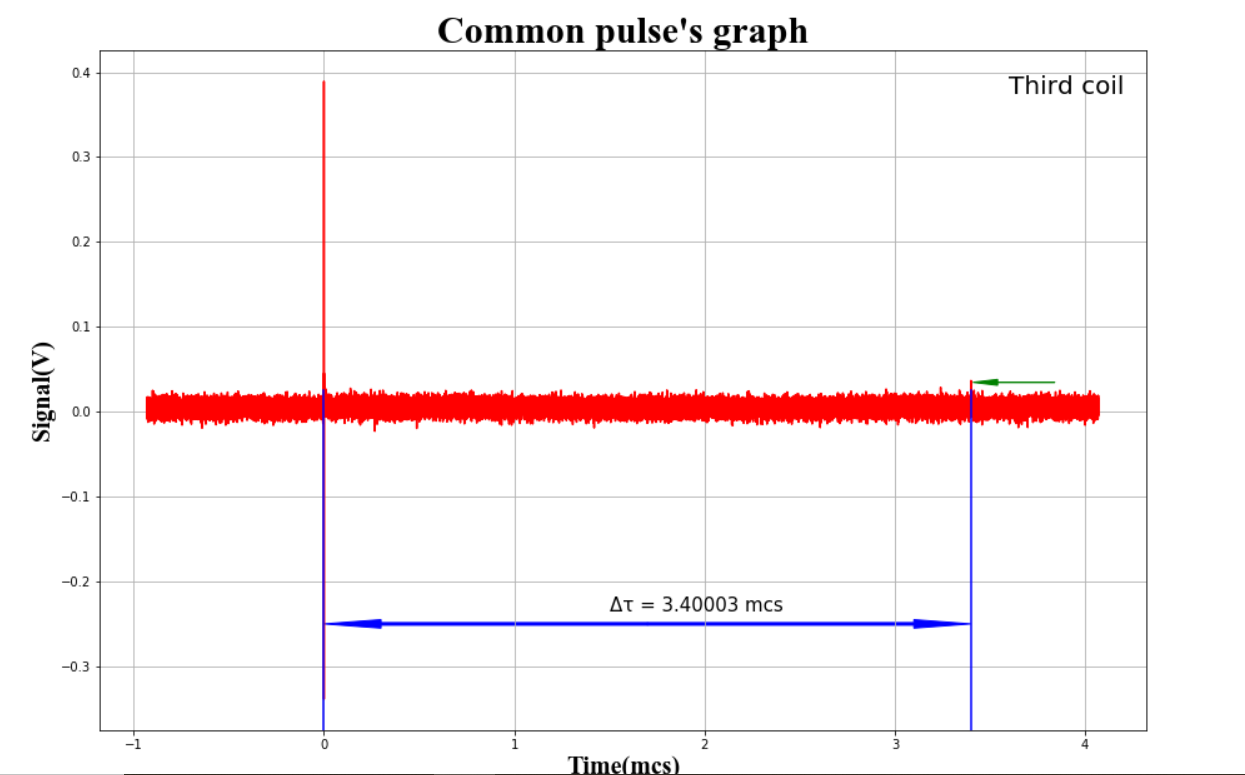 Common pulse's graph
Third coil
0.4
0.3
0.2
0.1
0.0
−0.1
−0.2
−0.3
Signal(V)
Δτ = 3.40003 mcs
−1
0
1
2
3
4
Time(mcs)